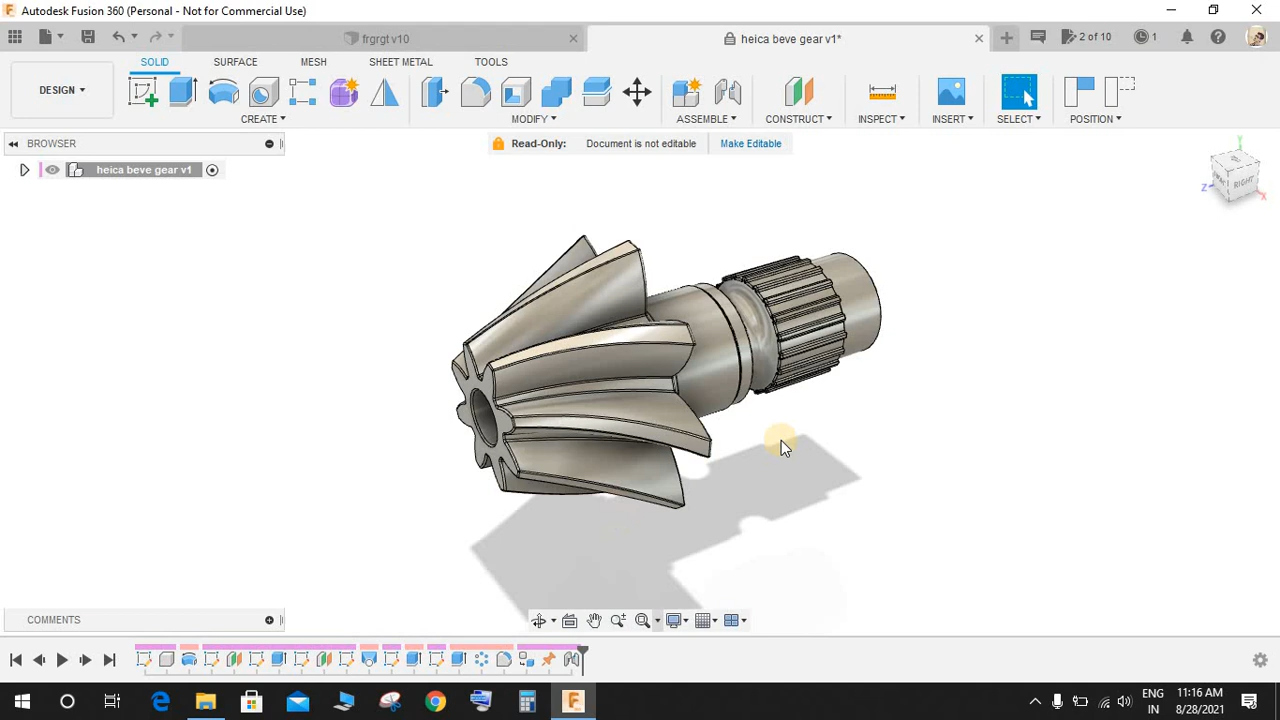 Autodesk Fusion 360 (Personal - Not for Commercial Use)
frgrgt v10
heica beve gear v1*
2 of 10
1
SOLID
SURFACE
MESH
SHEET METAL
TOOLS
DESIGN
CREATE
MODIFY
ASSEMBLE
CONSTRUCT
INSPECT
INSERT
SELECT
POSITION
BROWSER
Read-Only:
Document is not editable
Make Editable
heica beve gear v1
Y
RIGHT
Z
X
COMMENTS
ENG
IN
11:16 AM
8/28/2021